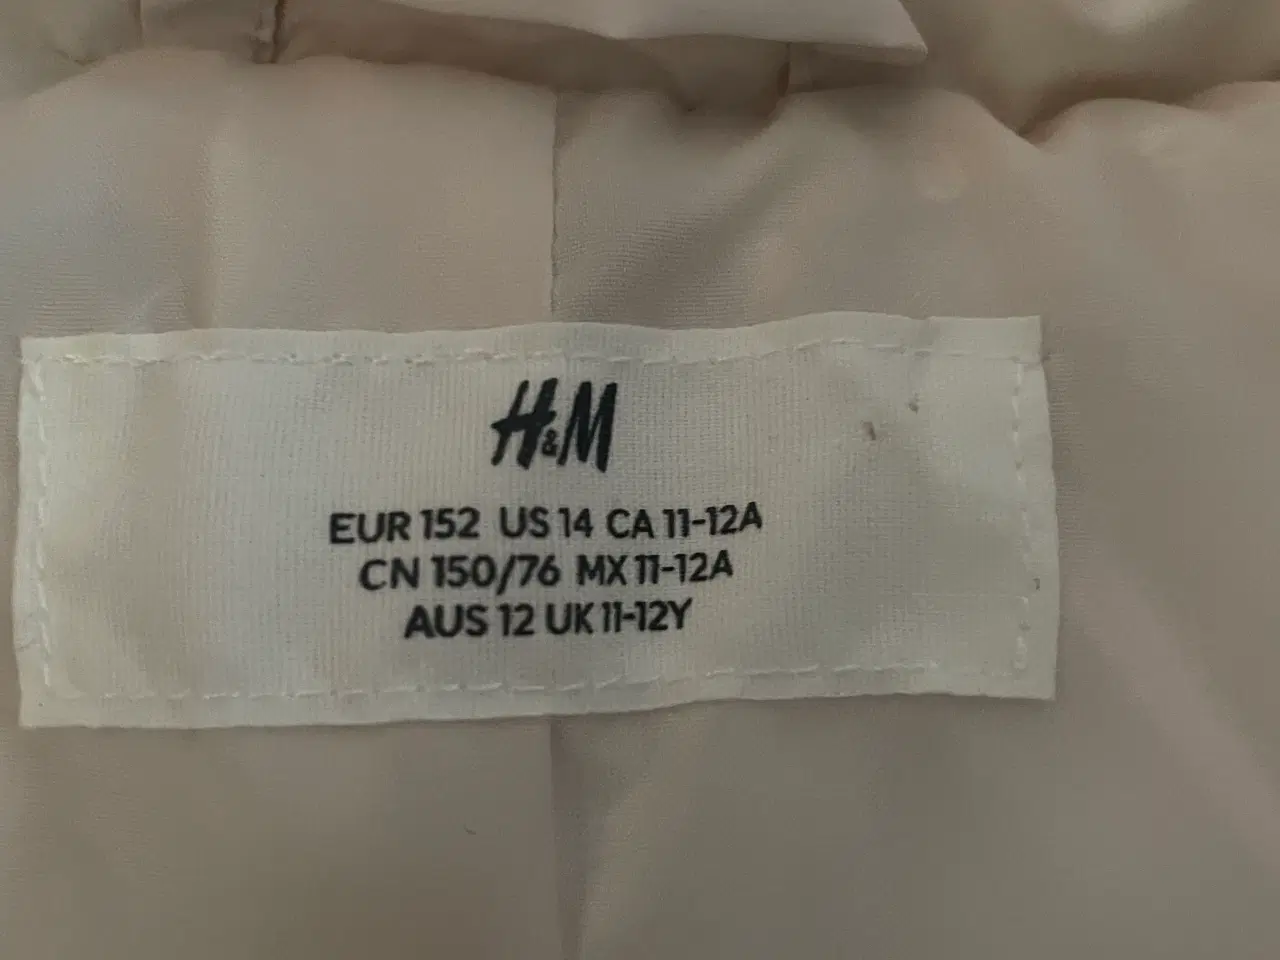 H&M
EUR 152 US 14 CA 11-12A
CN 150/76 MX 11-12A
AUS 12 UK 11-12Y